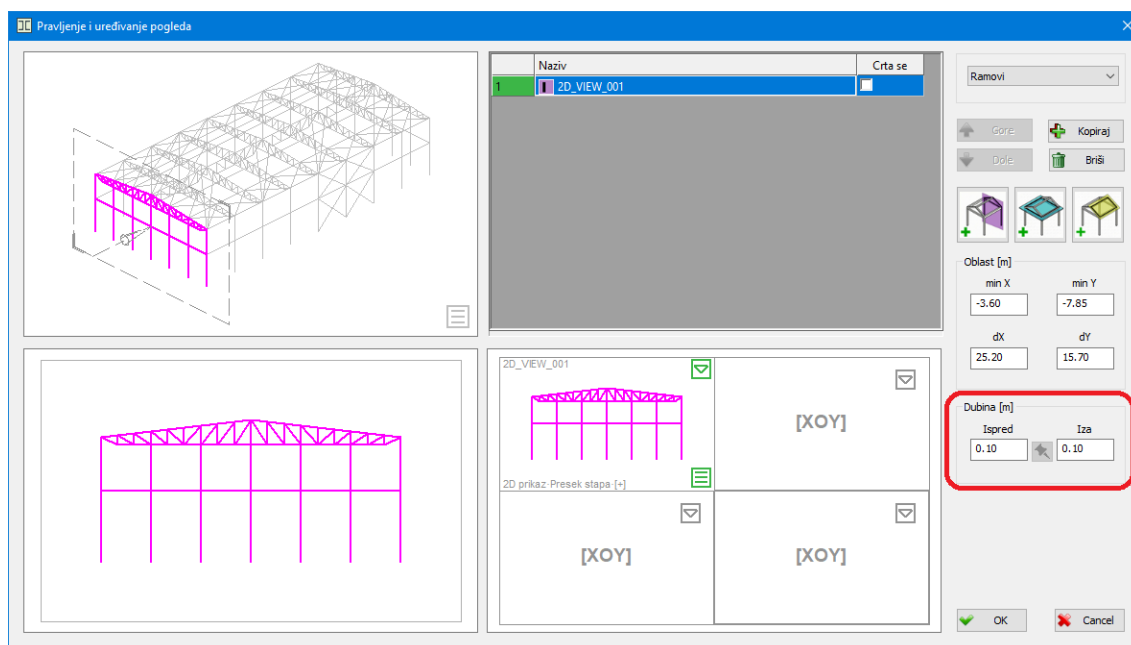 Pravljenje i uređivanje pogleda
Naziv
Crta se
1
2D_VIEW_001
Ramovi
Gore
Kopiraj
Dole
Briši
Oblast [m]
min X
min Y
-3.60
-7.85
dX
dY
25.20
15.70
Dubina [m]
Ispred
Iza
0.10
0.10
2D_VIEW_001
[XOY]
2D prikaz-Presek stapa-[+]
[XOY]
[XOY]
OK
Cancel